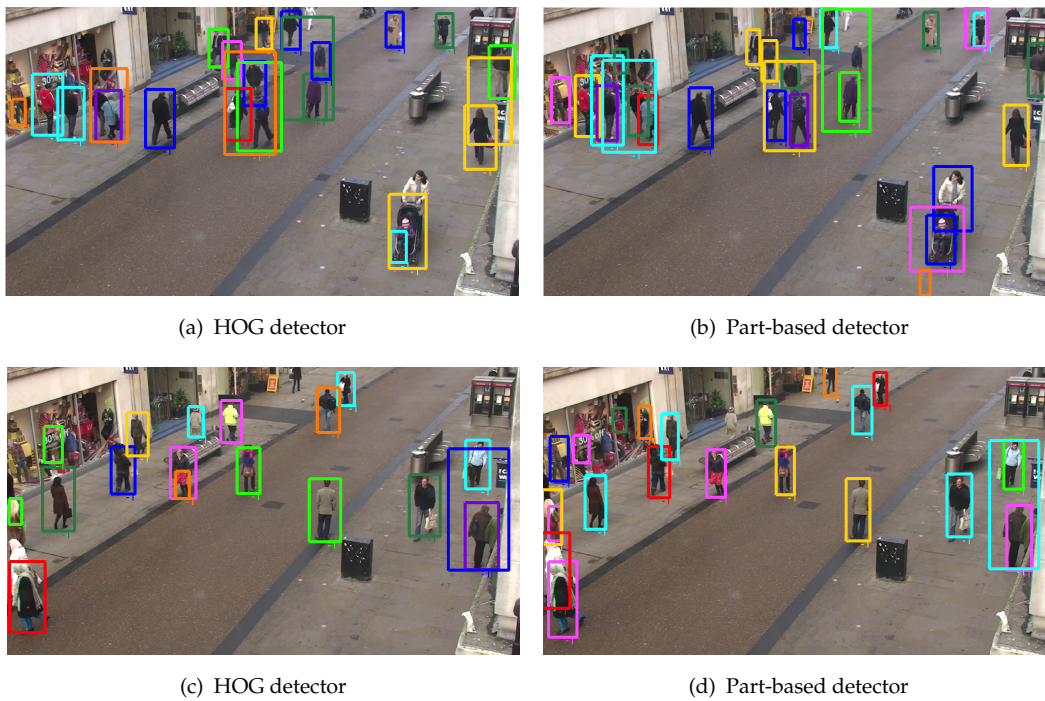 (a) HOG detector
(b) Part-based detector
(c) HOG detector
(d) Part-based detector